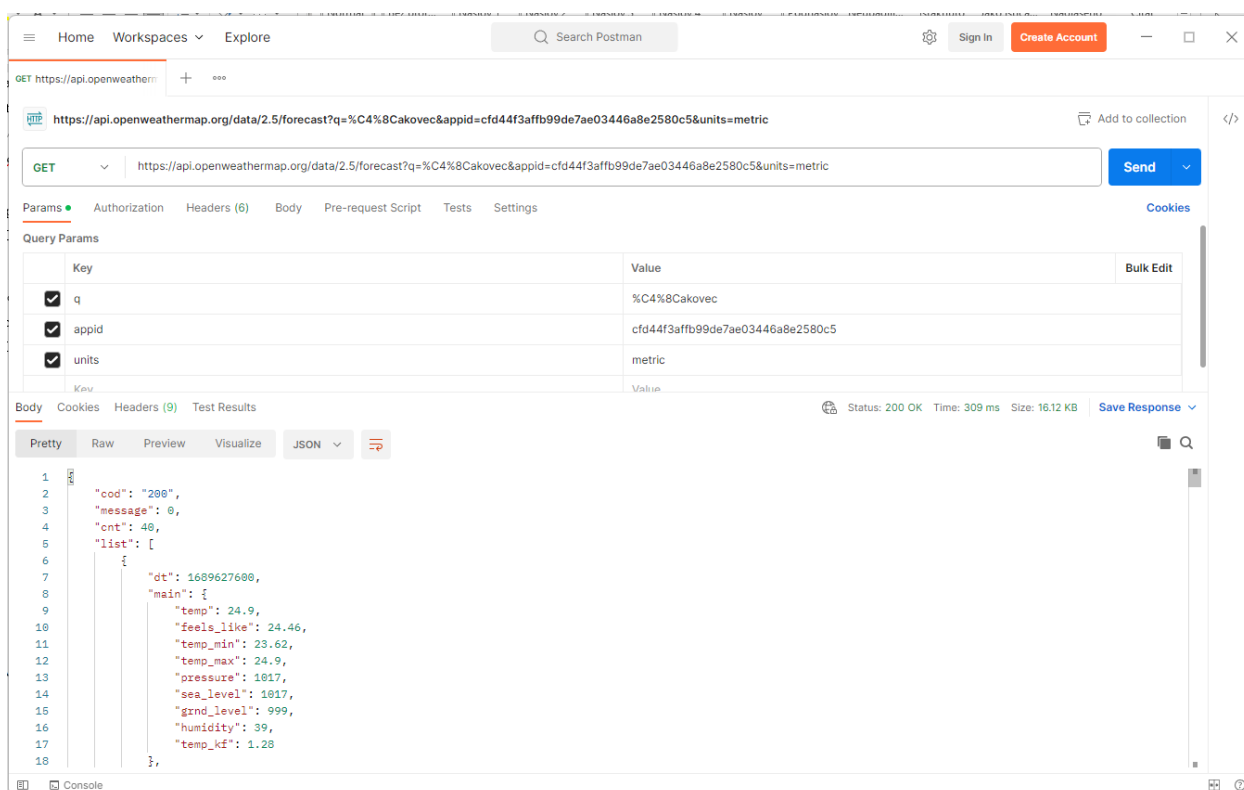 Home Workspaces Explore Search Postman Sign In Create Account
GET https://api.openweatherm
https://api.openweathermap.org/data/2.5/forecast?q=%C4%8Cakovec&appid=cfd44f3affb99de7ae03446a8e2580c5&units=metric Add to collection
GET https://api.openweathermap.org/data/2.5/forecast?q=%C4%8Cakovec&appid=cfd44f3affb99de7ae03446a8e2580c5&units=metric Send
Params Authorization Headers (6) Body Pre-request Script Tests Settings Cookies
Query Params
Key Value Bulk Edit
q %C4%8Cakovec
appid cfd44f3affb99de7ae03446a8e2580c5
units metric
Key Value
Body Cookies Headers (9) Test Results Status: 200 OK Time: 309 ms Size: 16.12 KB Save Response
Pretty Raw Preview Visualize JSON
1 {
2 "cod": "200",
3 "message": 0,
4 "cnt": 40,
5 "list": [
6 {
7 "dt": 1689627600,
8 "main": {
9 "temp": 24.9,
10 "feels_like": 24.46,
11 "temp_min": 23.62,
12 "temp_max": 24.9,
13 "pressure": 1017,
14 "sea_level": 1017,
15 "grnd_level": 999,
16 "humidity": 39,
17 "temp_kf": 1.28
18 },
Console